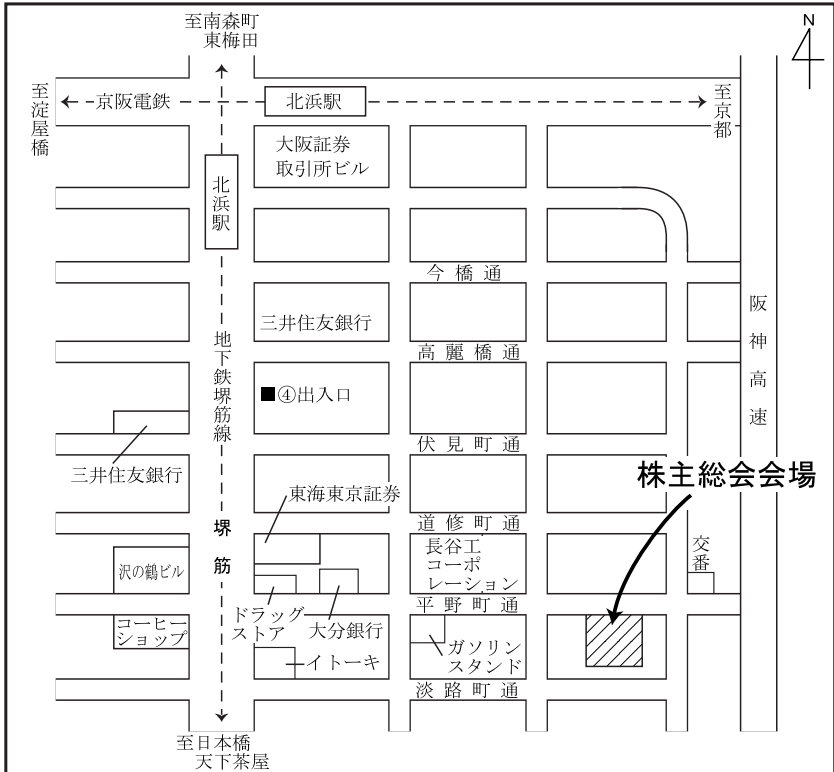 至南森町
東梅田
N
至淀屋橋
京阪電鉄
北浜駅
至京都
大阪証券
取引所ビル
北浜駅
今橋通
三井住友銀行
阪神高速
地下鉄堺筋線
高麗橋通
■④出入口
伏見町通
三井住友銀行
株主総会会場
東海東京証券
道修町通
堺筋
長谷工
コーポ
レーション
交番
沢の鶴ビル
平野町通
ドラッグ
ストア
大分銀行
コーヒー
ショップ
ガソリン
スタンド
イトーキ
淡路町通
至日本橋
天下茶屋